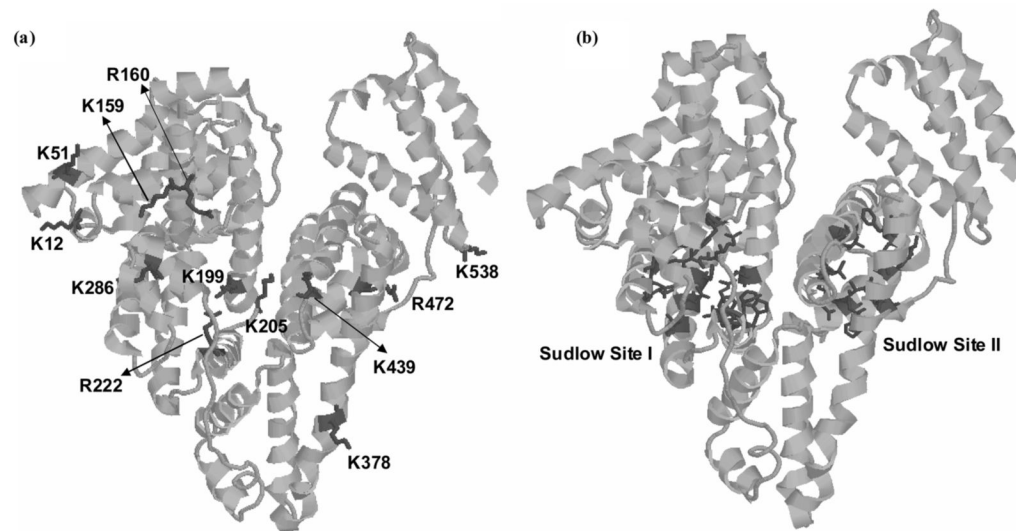 (a)
(b)
R160
K159
K51
K12
K286
K199
K205
K538
R472
R222
K439
K378
Sudlow Site I
Sudlow Site II